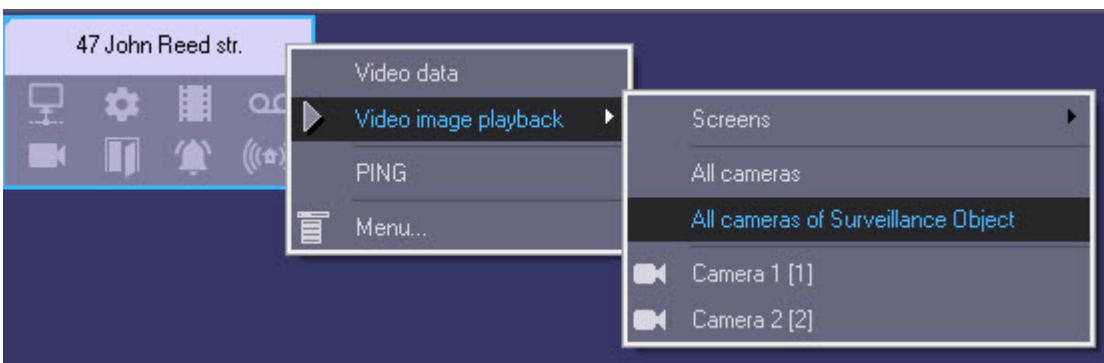 47 John Reed str.
Video data
Video image playback
PING
Menu...
Screens
All cameras
All cameras of Surveillance Object
Camera 1 [1]
Camera 2 [2]